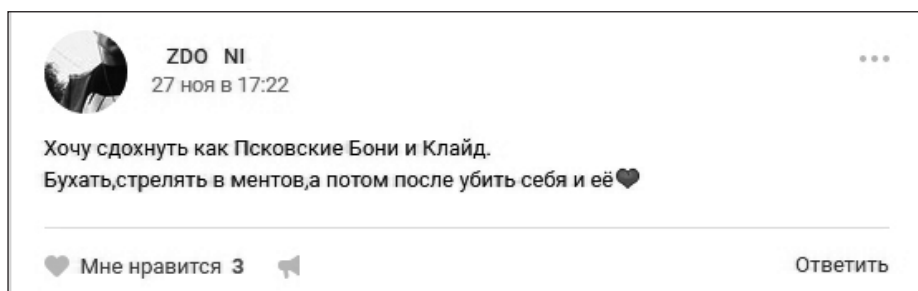 ZDO NI
27 ноя в 17:22
Хочу сдохнуть как Псковские Бони и Клайд.
Бухать,стрелять в ментов,а потом после убить себя и её🖤
Мне нравится 3
Ответить